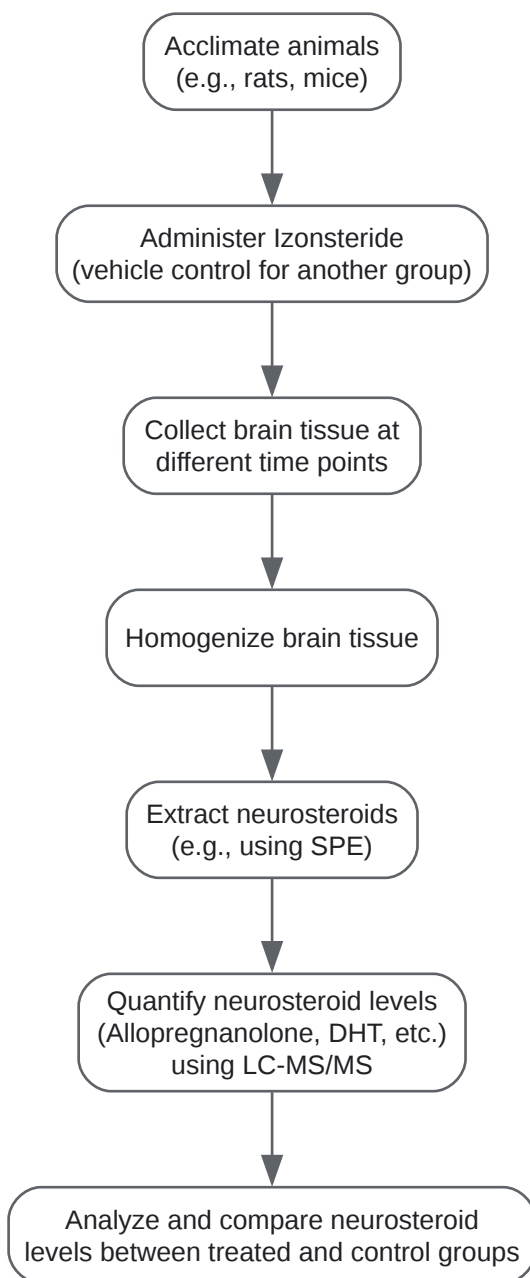 Acclimate animals
(e.g., rats, mice)
Administer Izonsteride
(vehicle control for another group)
Collect brain tissue at
different time points
Homogenize brain tissue
Extract neurosteroids
(e.g., using SPE)
Quantify neurosteroid levels
(Allopregnanolone, DHT, etc.)
using LC-MS/MS
Analyze and compare neurosteroid
levels between treated and control groups